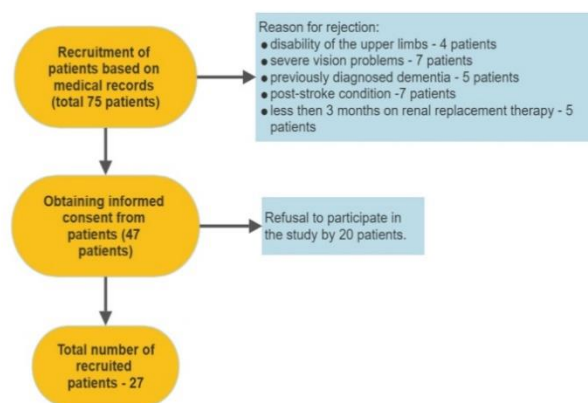 Recruitment of
patients based on
medical records
(total 75 patients)
Reason for rejection:
● disability of the upper limbs - 4 patients
● severe vision problems - 7 patients
● previously diagnosed dementia - 5 patients
● post-stroke condition -7 patients
● less then 3 months on renal replacement therapy - 5
patients
Obtaining informed
consent from
patients (47
patients)
Refusal to participate in
the study by 20 patients.
Total number of
recruited
patients - 27